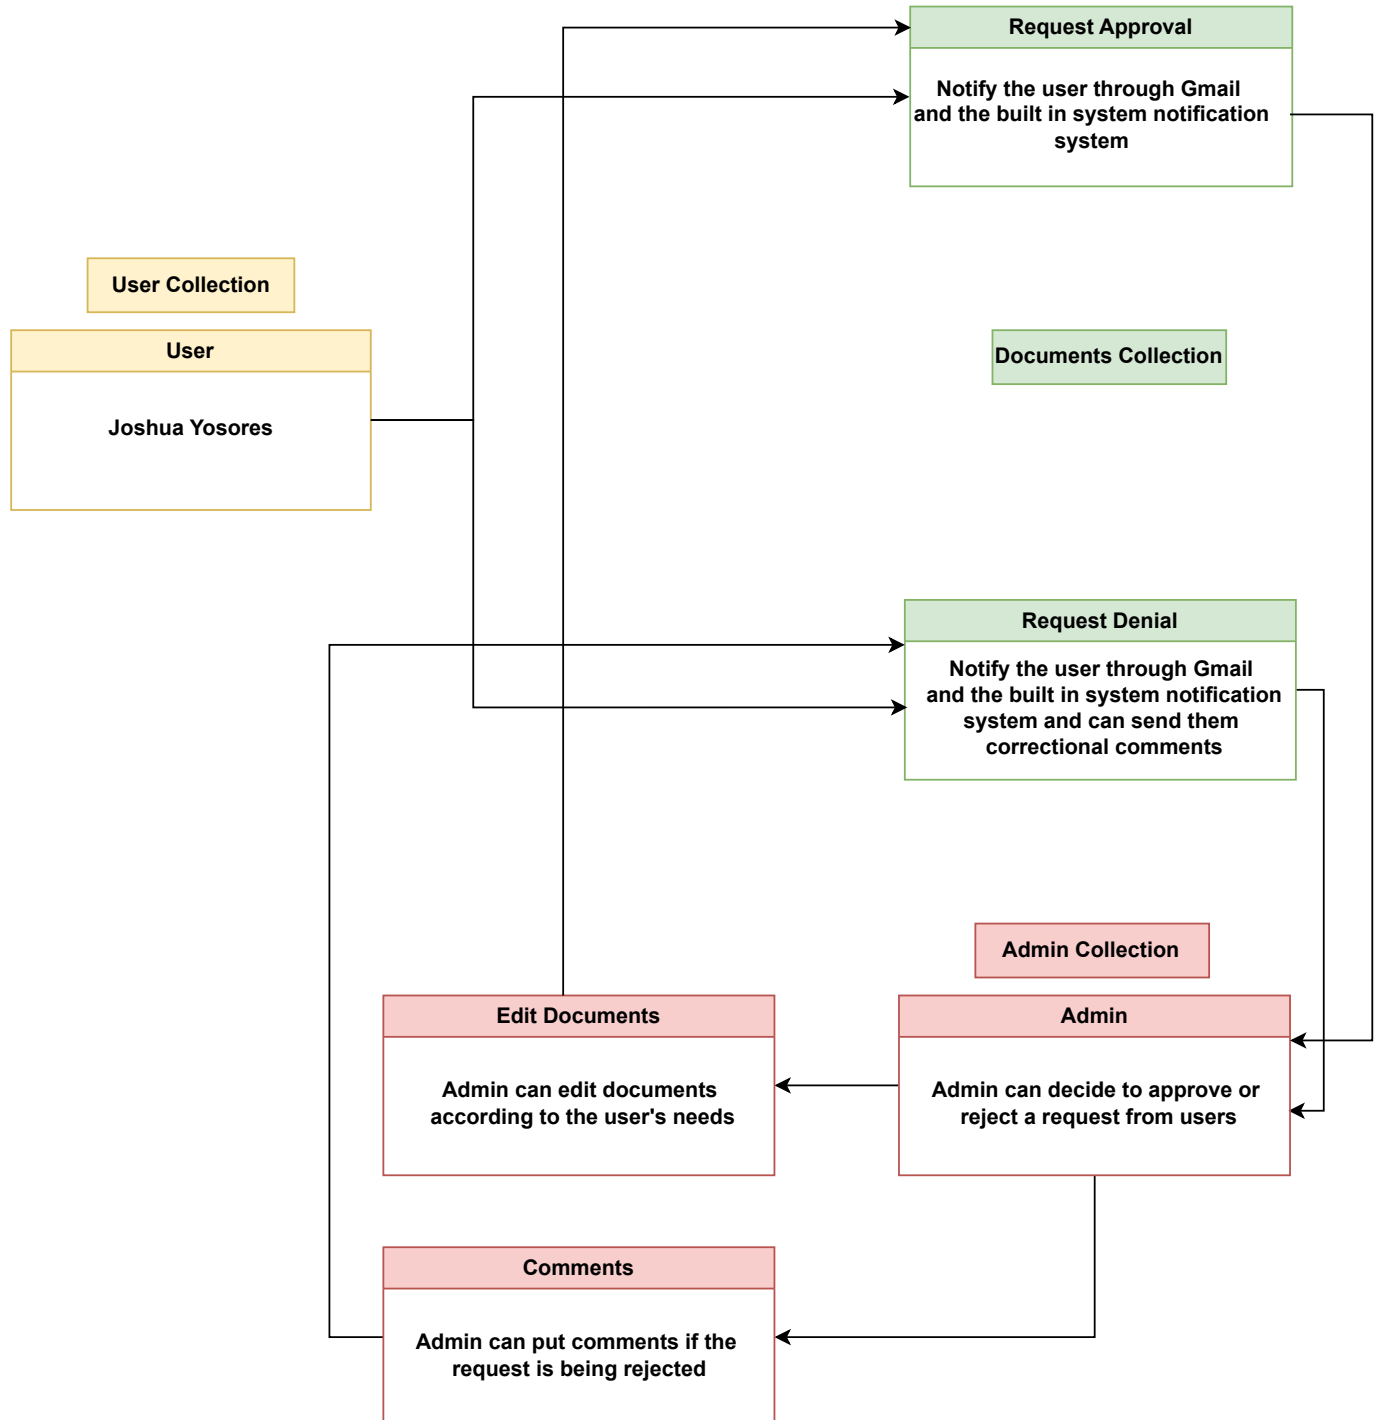 Request Approval
Notify the user through Gmail
and the built in system notification
system
User Collection
User
Joshua Yosores
Documents Collection
Request Denial
Notify the user through Gmail
and the built in system notification
system and can send them
correctional comments
Admin Collection
Edit Documents
Admin can edit documents
according to the user's needs
Admin
Admin can decide to approve or
reject a request from users
Comments
Admin can put comments if the
request is being rejected